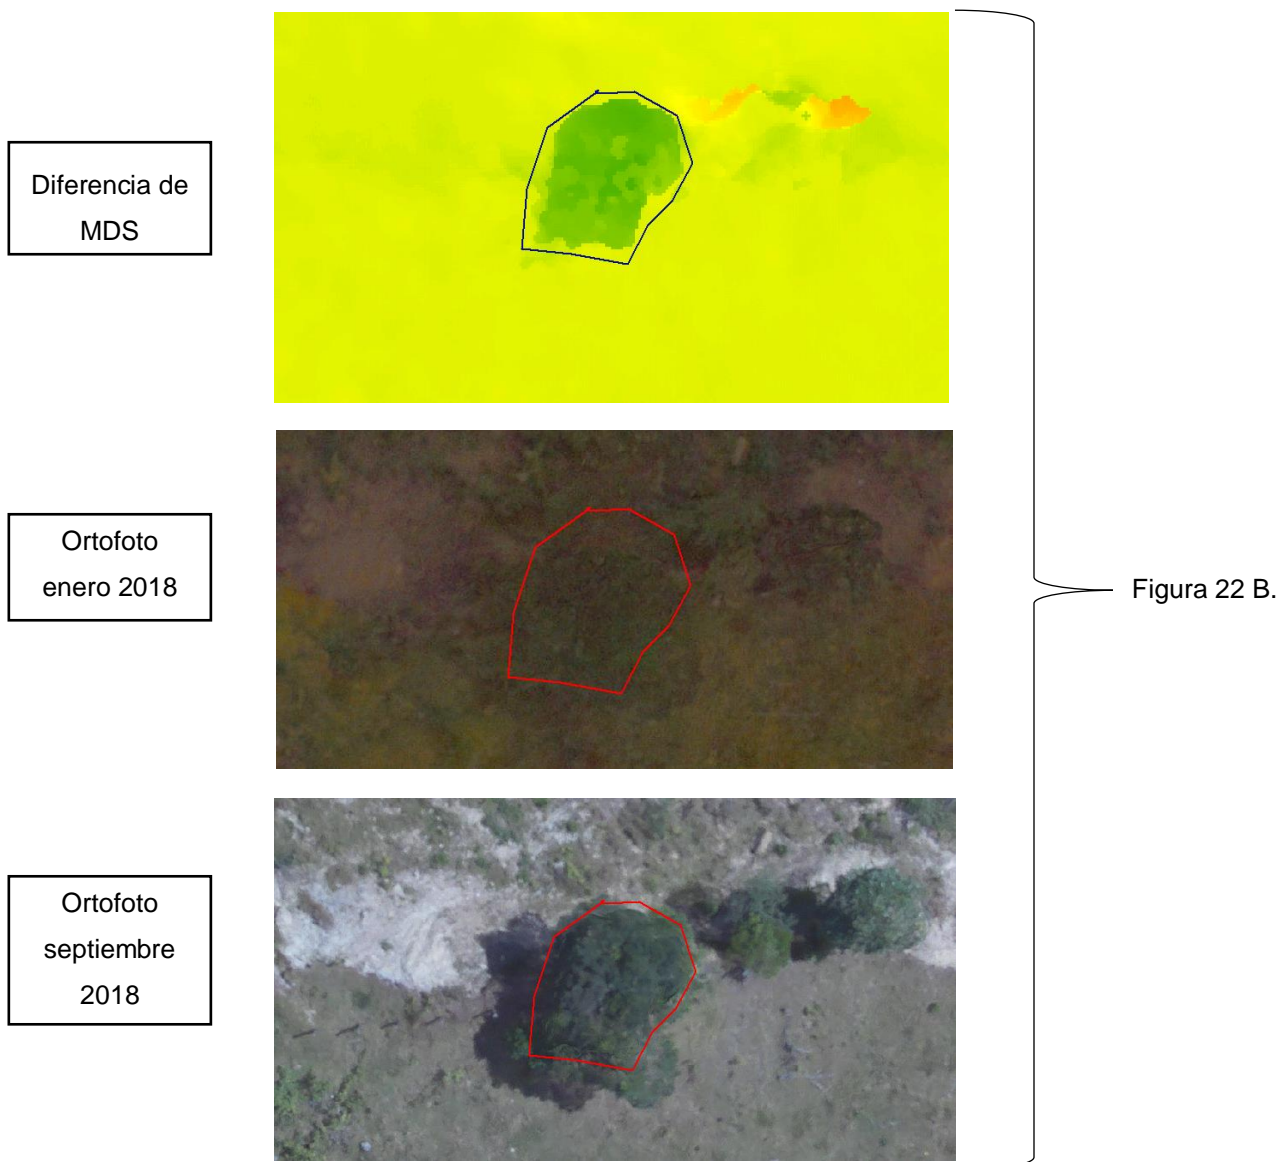 Diferencia de
MDS
Ortofoto
enero 2018
Figura 22 B.
Ortofoto
septiembre
2018